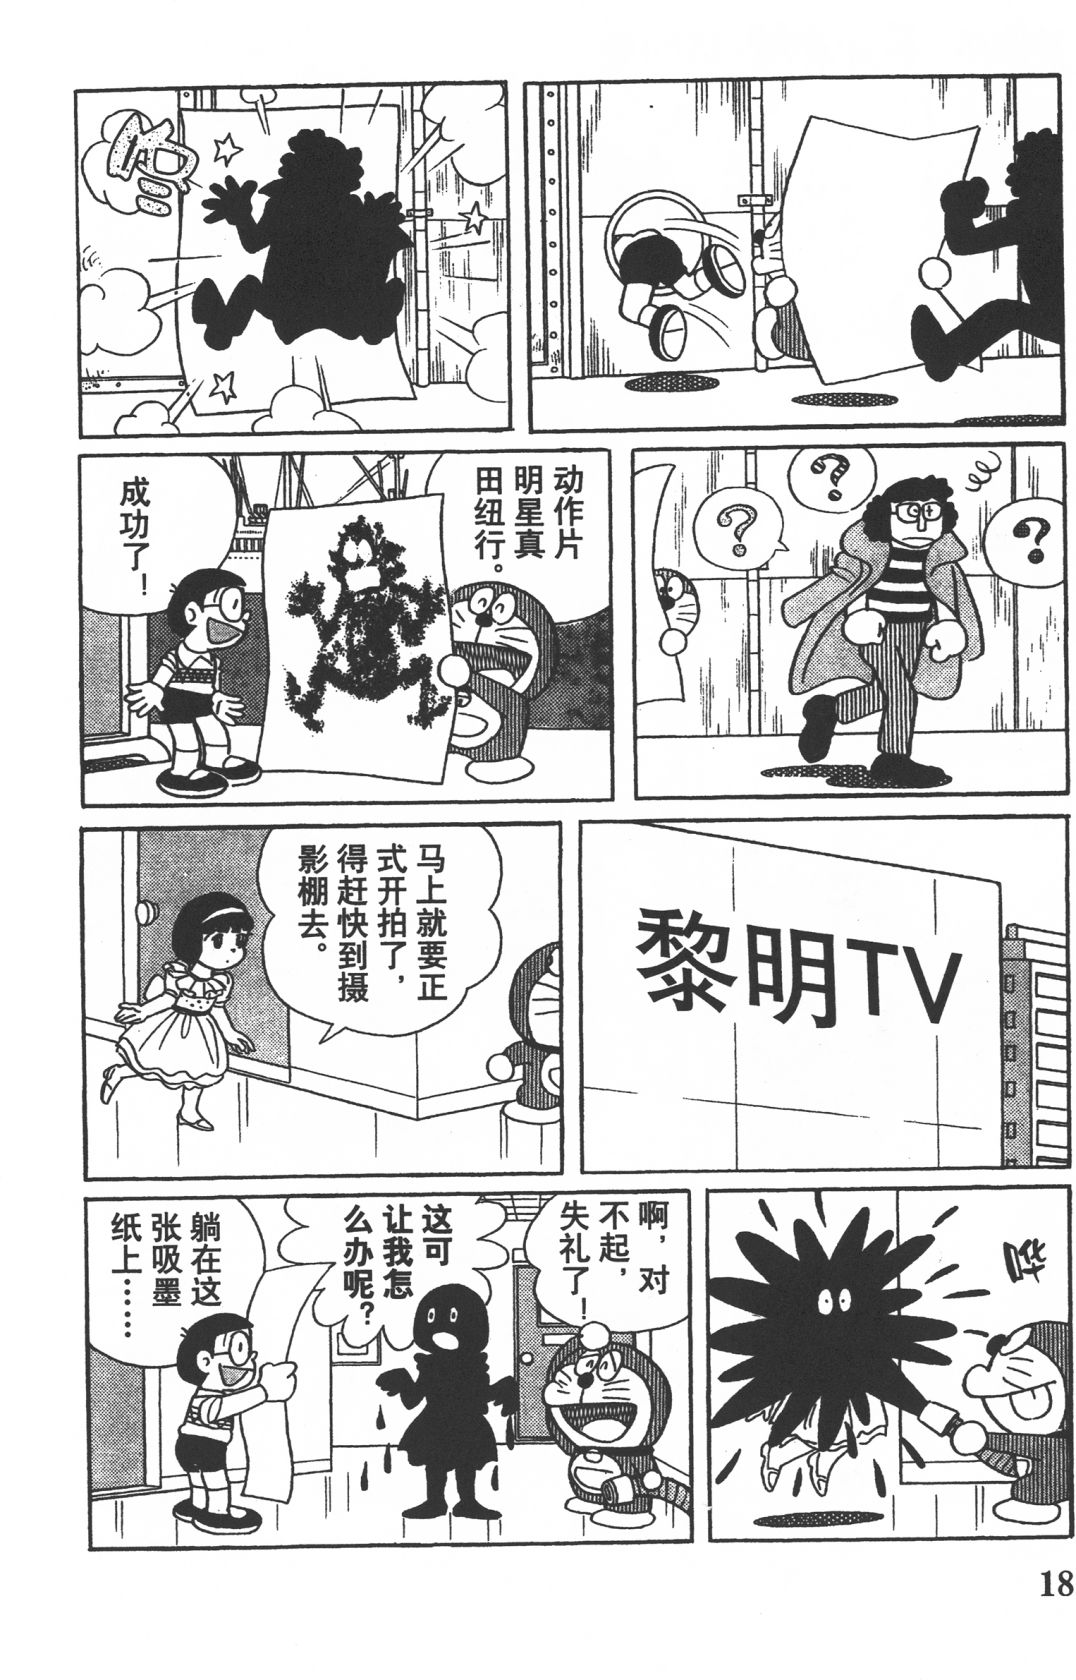 ?
?
?
动作片
明星真
田纽行。
成功了！
黎明TV
马上就要正
式开拍了，
得赶快到摄
影棚去。
哗
啊，对
不起，
失礼了！
这可
让我怎
么办呢？
躺在这
张吸墨
纸上……
18